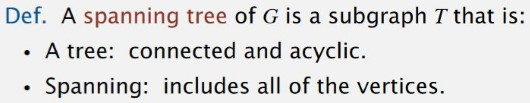 Def. A spanning tree of G is a subgraph T that is:
• A tree: connected and acyclic.
• Spanning: includes all of the vertices.